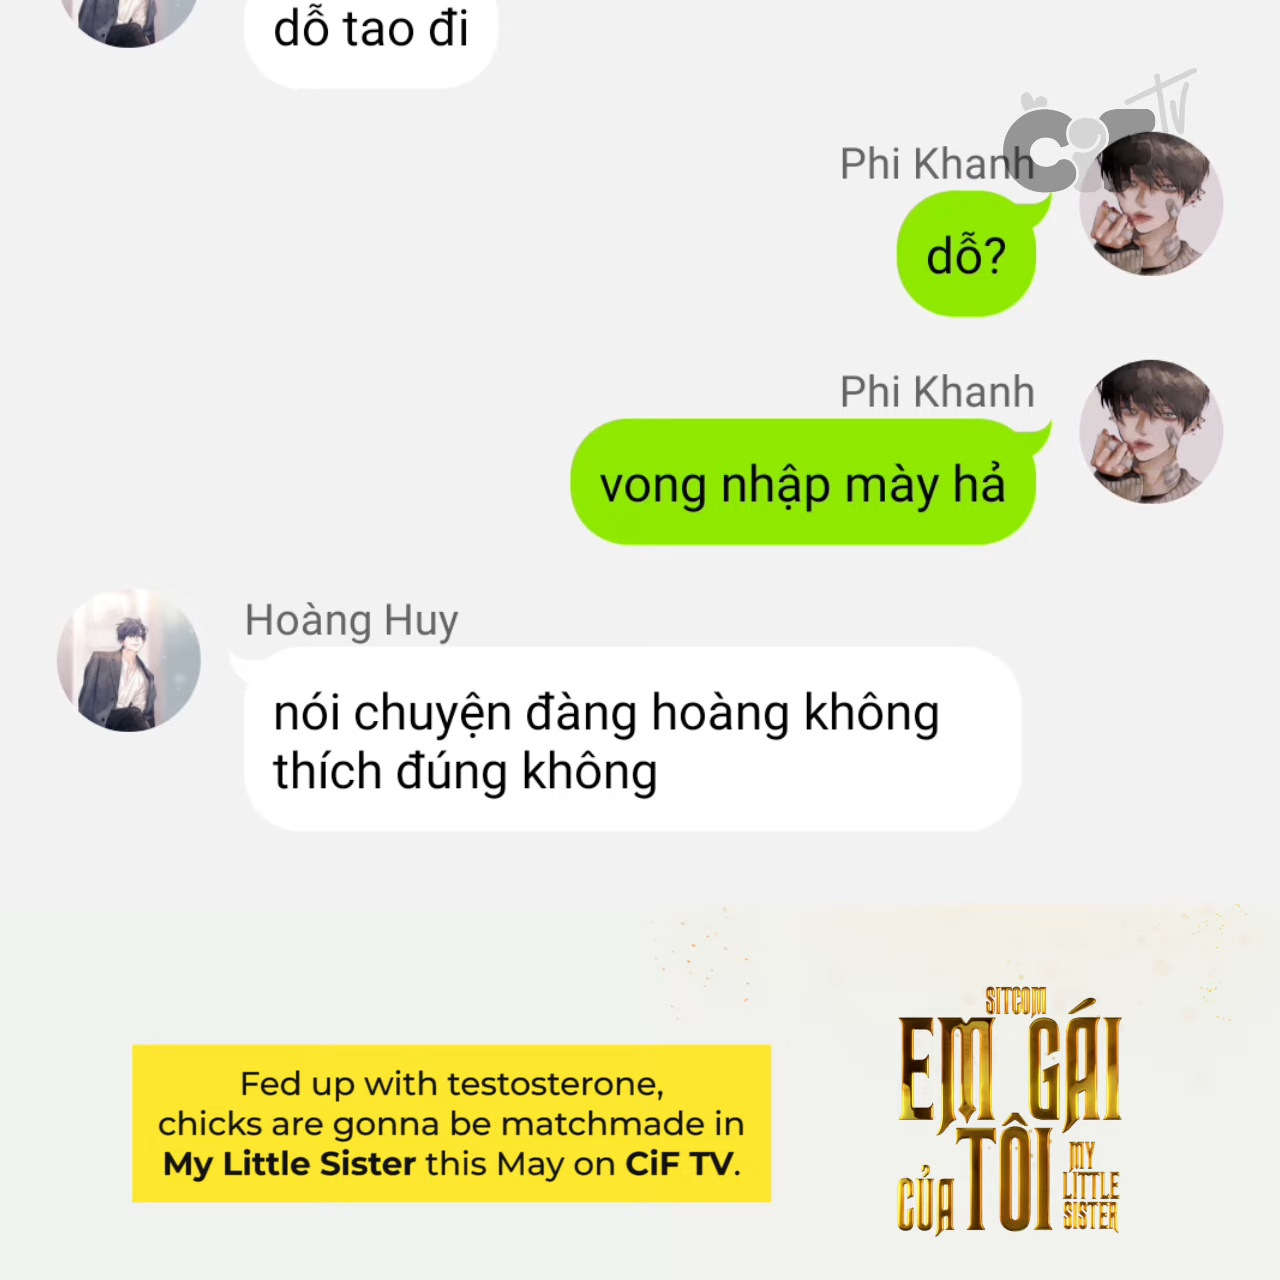 dỗ tao đi
CiF TV
Phi Khanh
dỗ?
Phi Khanh
vong nhập mày hả
Hoàng Huy
nói chuyện đàng hoàng không
thích đúng không
SITCOM
EM GÁI
CỦA TÔI
MY
LITTLE
SISTER
Fed up with testosterone,
chicks are gonna be matchmade in
My Little Sister this May on CiF TV.